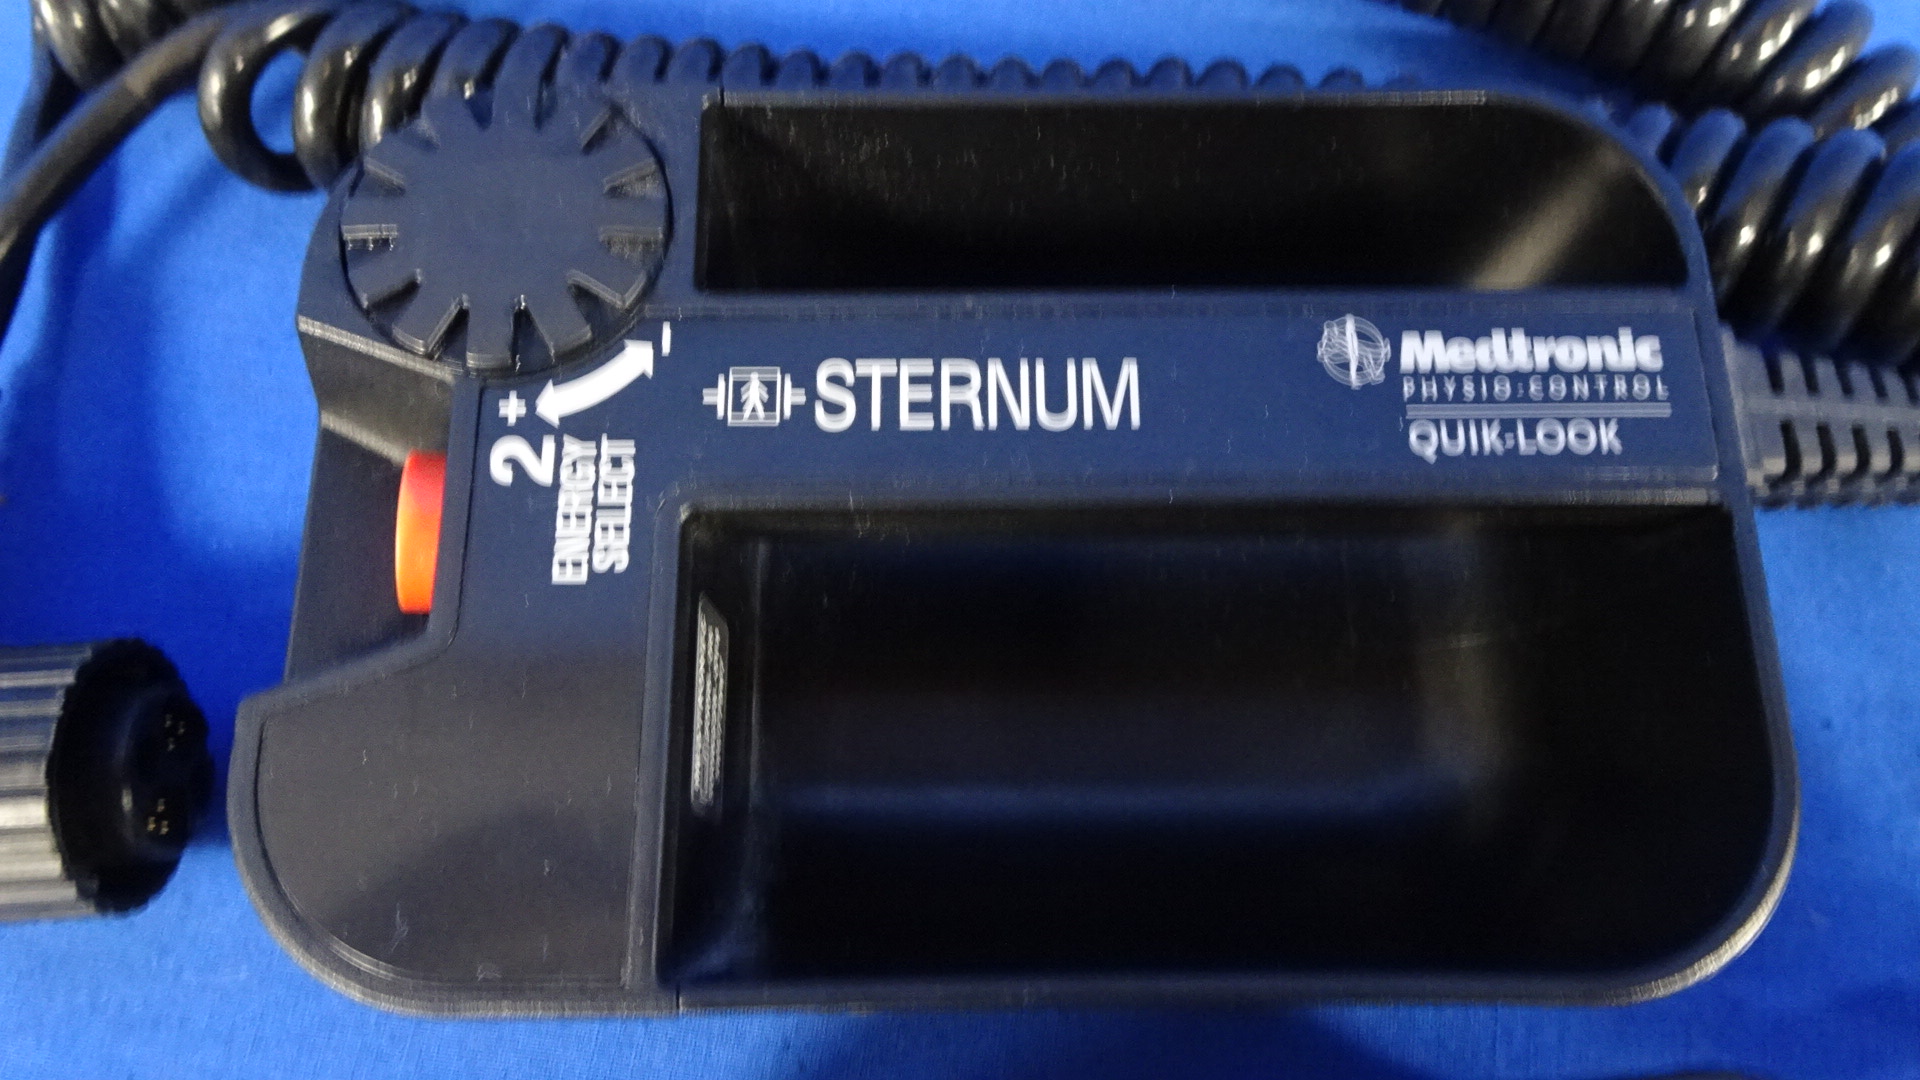 STERNUM
Medtronic
PHYSIO-CONTROL
QUIK-LOOK
+ -
2
ENERGY
SELECT